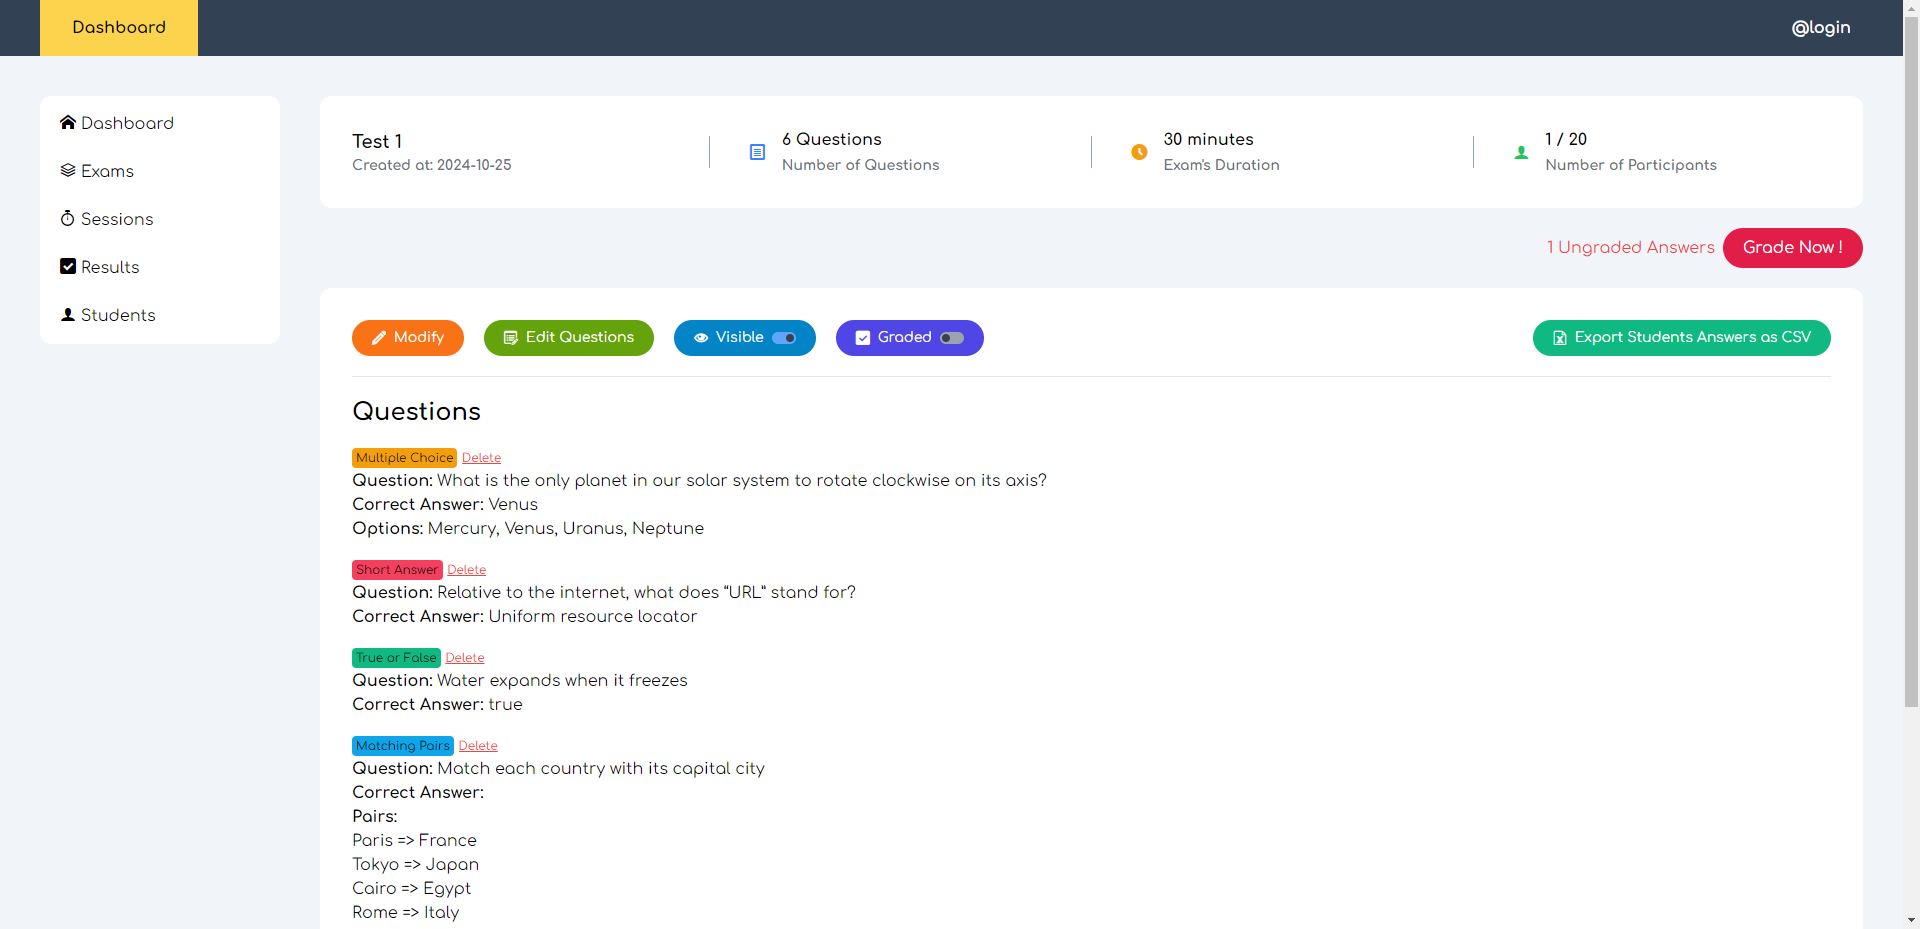 Dashboard
@login
Dashboard
Exams
Sessions
Results
Students
Test 1
Created at: 2024-10-25
6 Questions
Number of Questions
30 minutes
Exam's Duration
1 / 20
Number of Participants
1 Ungraded Answers
Grade Now !
Modify
Edit Questions
Visible
Graded
Export Students Answers as CSV
Questions
Multiple Choice Delete
Question: What is the only planet in our solar system to rotate clockwise on its axis?
Correct Answer: Venus
Options: Mercury, Venus, Uranus, Neptune
Short Answer Delete
Question: Relative to the internet, what does “URL” stand for?
Correct Answer: Uniform resource locator
True or False Delete
Question: Water expands when it freezes
Correct Answer: true
Matching Pairs Delete
Question: Match each country with its capital city
Correct Answer:
Pairs:
Paris => France
Tokyo => Japan
Cairo => Egypt
Rome => Italy